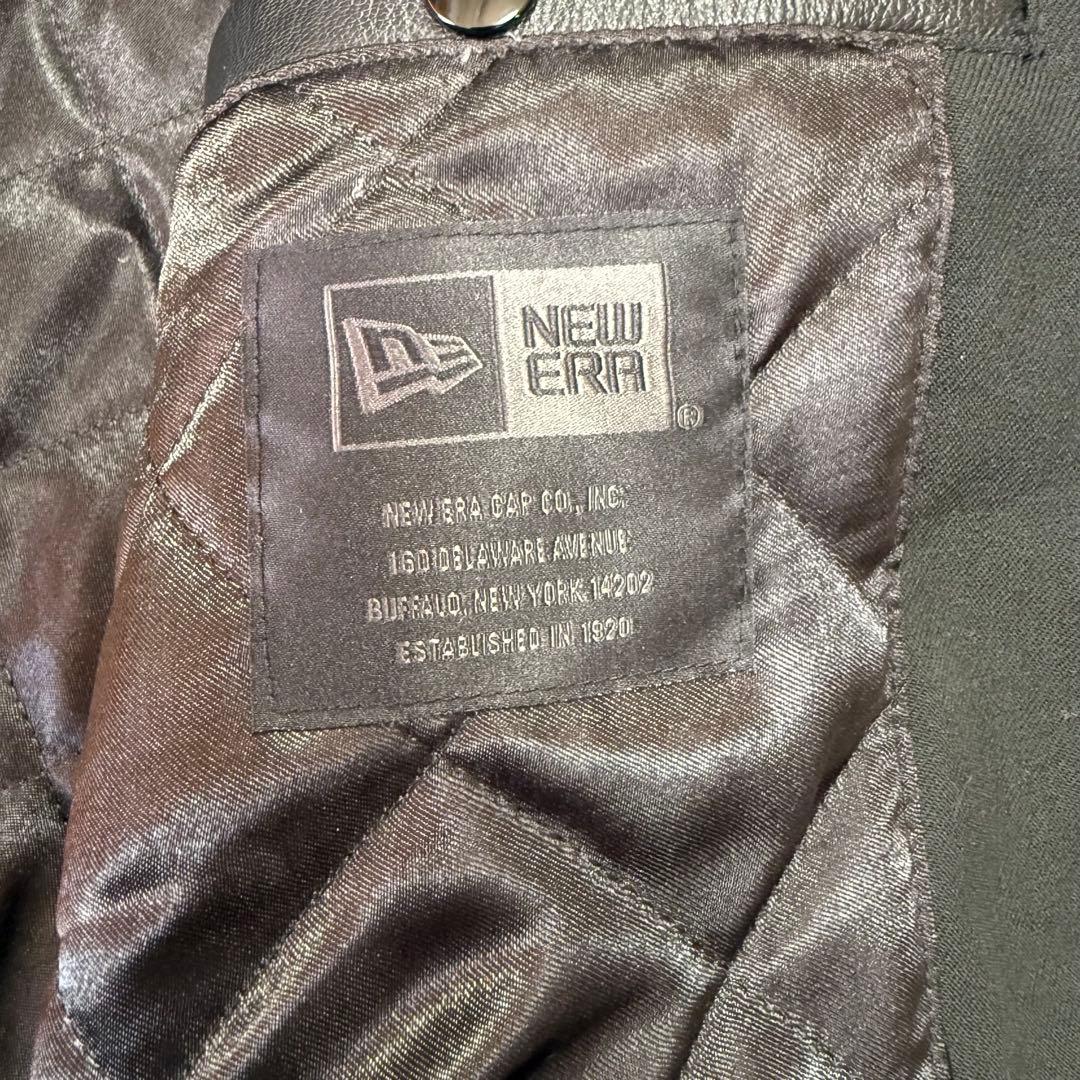 NEW
ERA
®
NEW ERA CAP CO., INC.
160 DELAWARE AVENUE
BUFFALO, NEW YORK 14202
ESTABLISHED IN 1920